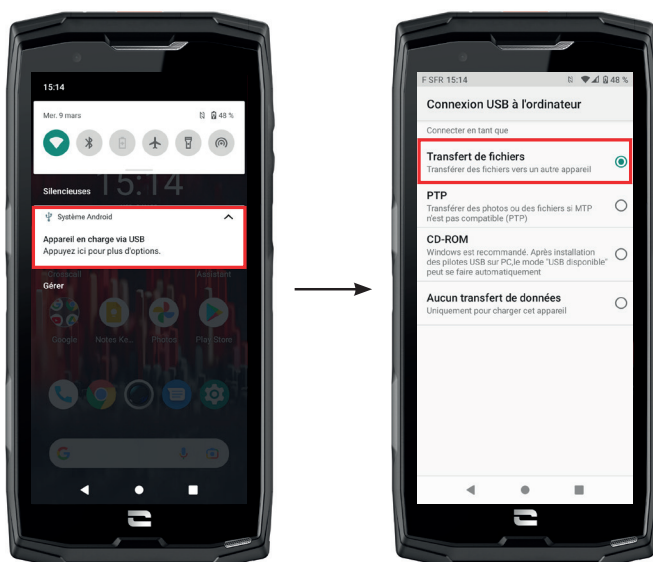 15:14
Mer. 9 mars
48 %
15:14
Silencieuses
Système Android
Appareil en charge via USB
Appuyez ici pour plus d'options.
Crosscall
Assistant
Gérer
Google
Notes Ke...
Photos
Play Store
G
F SFR 15:14
48 %
Connexion USB à l'ordinateur
Connecter en tant que
Transfert de fichiers
Transférer des fichiers vers un autre appareil
PTP
Transférer des photos ou des fichiers si MTP
n'est pas compatible (PTP)
CD-ROM
Windows est recommandé. Après installation
des pilotes USB sur PC,le mode "USB disponible"
peut se faire automatiquement
Aucun transfert de données
Uniquement pour charger cet appareil